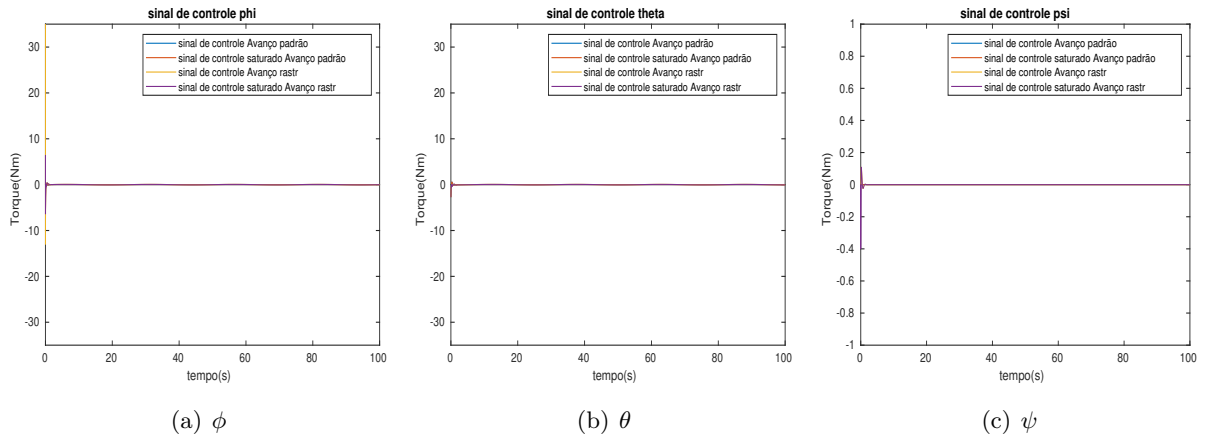 sinal de controle phi
Torque(Nm)
30
20
10
0
-10
-20
-30
sinal de controle Avanço padrão
sinal de controle saturado Avanço padrão
sinal de controle Avanço rastr
sinal de controle saturado Avanço rastr
0 20 40 60 80 100
tempo(s)
(a) ϕ
sinal de controle theta
Torque(Nm)
30
20
10
0
-10
-20
-30
sinal de controle Avanço padrão
sinal de controle saturado Avanço padrão
sinal de controle Avanço rastr
sinal de controle saturado Avanço rastr
0 20 40 60 80 100
tempo(s)
(b) θ
sinal de controle psi
Torque(Nm)
1
0.8
0.6
0.4
0.2
0
-0.2
-0.4
-0.6
-0.8
-1
sinal de controle Avanço padrão
sinal de controle saturado Avanço padrão
sinal de controle Avanço rastr
sinal de controle saturado Avanço rastr
0 20 40 60 80 100
tempo(s)
(c) ψ